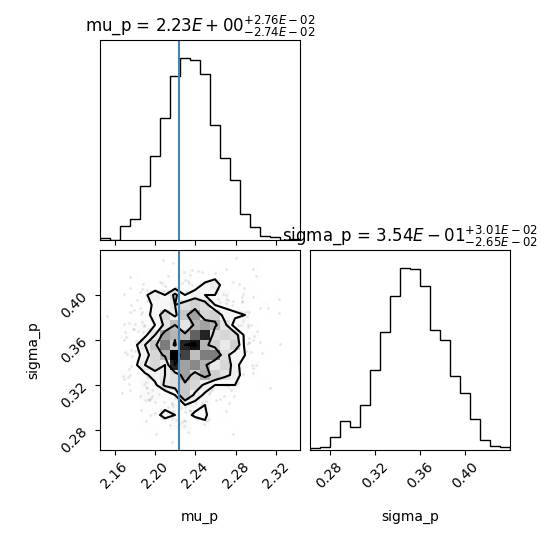 mu_p = 2.23E+00+2.76E−02 −2.74E−02
sigma_p = 3.54E−01+3.01E−02 −2.65E−02
sigma_p
0.40
0.36
0.32
0.28
2.16 2.20 2.24 2.28 2.32
0.28 0.32 0.36 0.40
mu_p
sigma_p